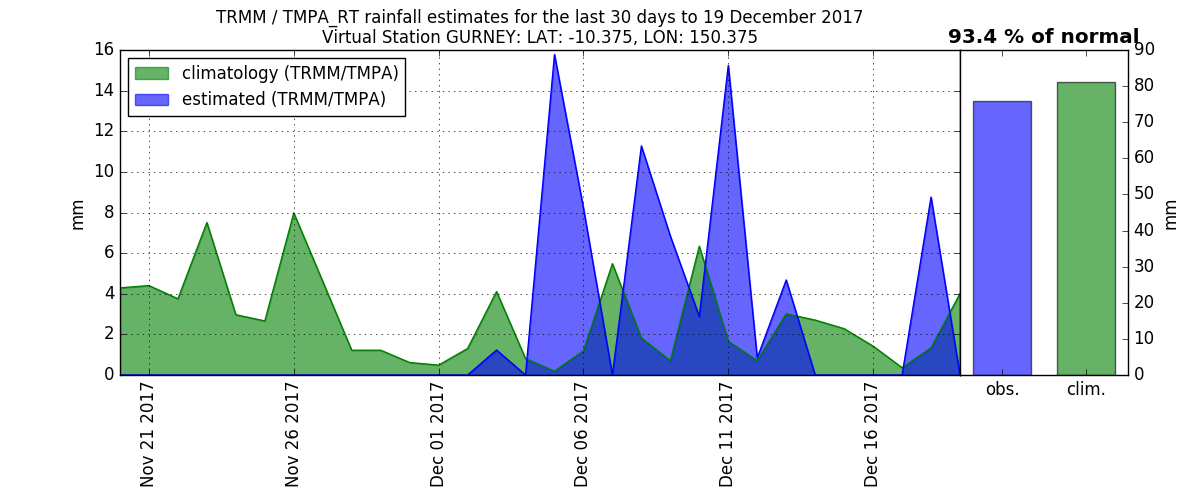 TRMM / TMPA_RT rainfall estimates for the last 30 days to 19 December 2017
Virtual Station GURNEY: LAT: -10.375, LON: 150.375
93.4 % of normal
climatology (TRMM/TMPA)
estimated (TRMM/TMPA)
mm
16
14
12
10
8
6
4
2
0
Nov 21 2017
Nov 26 2017
Dec 01 2017
Dec 06 2017
Dec 11 2017
Dec 16 2017
90
80
70
60
50
40
30
20
10
0
mm
obs.
clim.